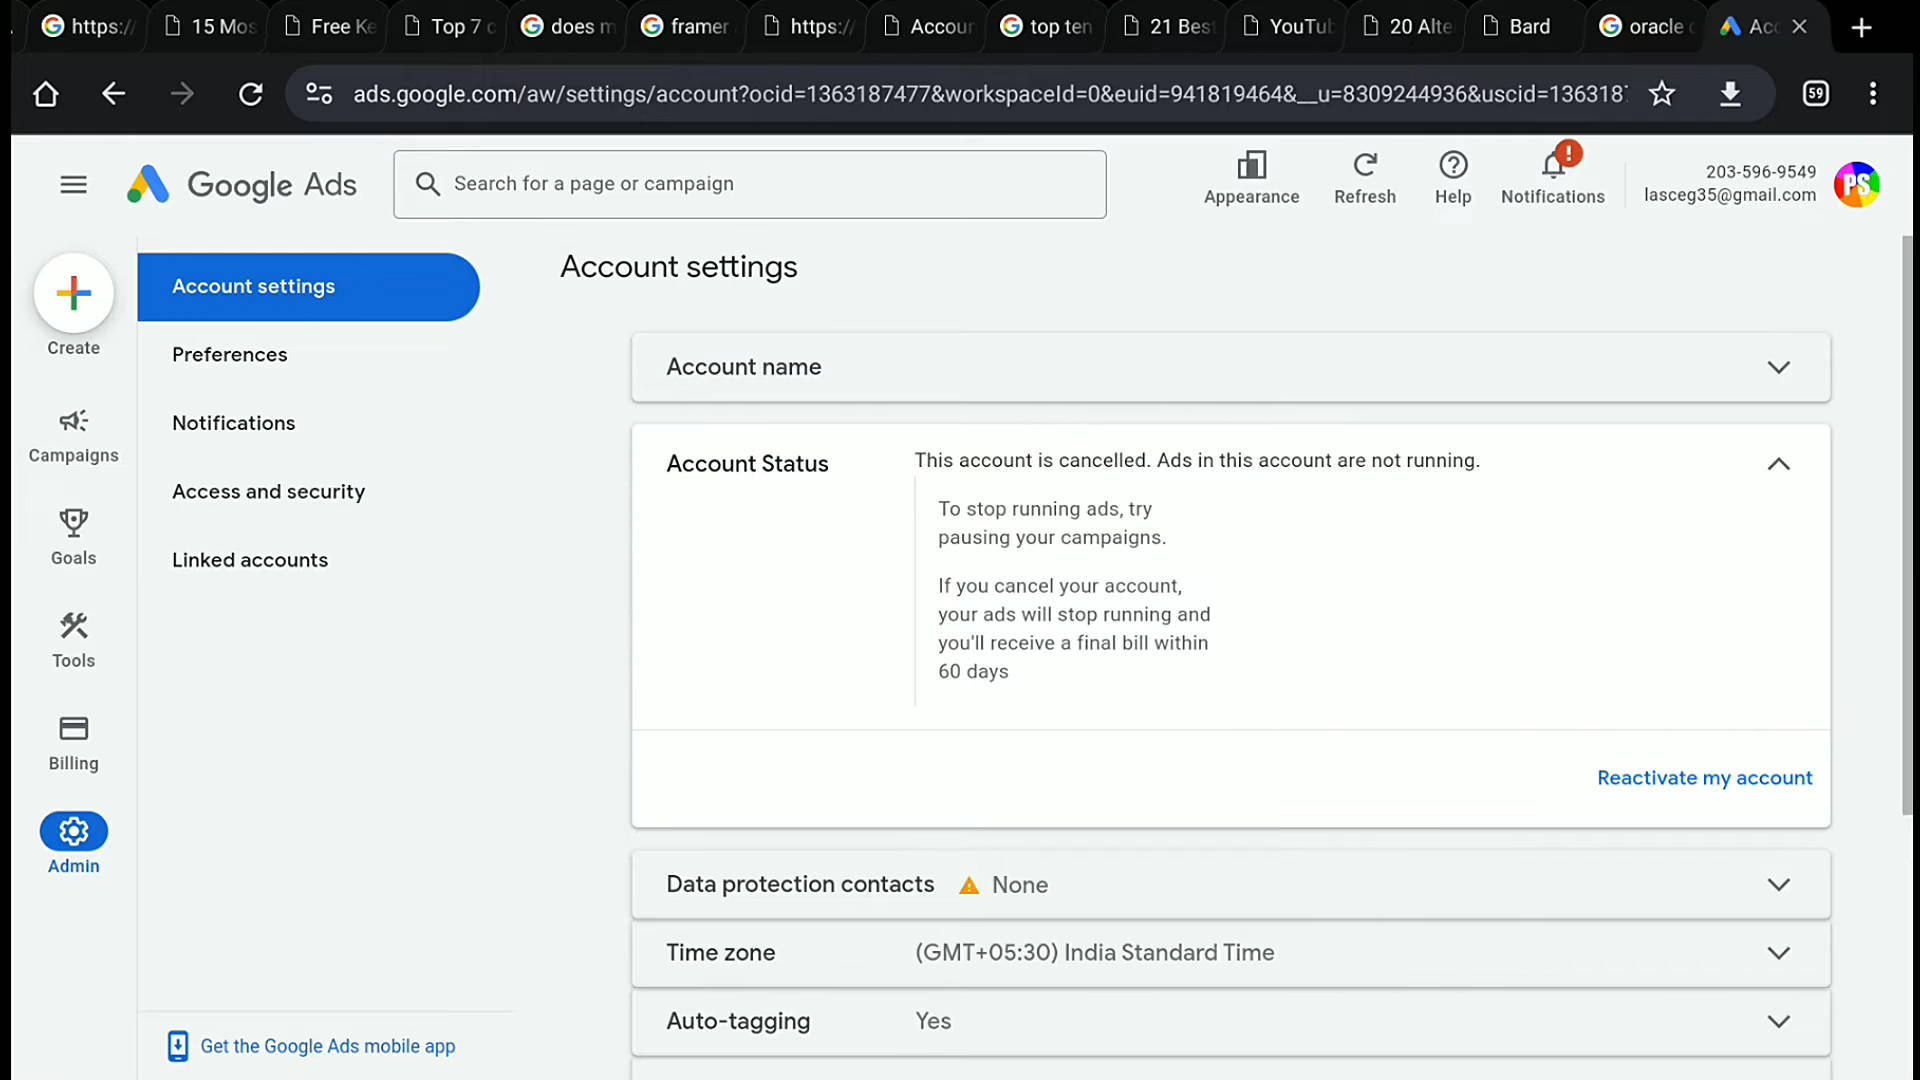 https:/
15 Mos
Free Ke
Top 7
does m
framer
https:/
Accoun
top ten
21 Bes
YouTub
20 Alte
Bard
oracle
Acc
ads.google.com/aw/settings/account?ocid=1363187477&workspaceId=0&euid=941819464&__u=8309244936&uscid=136318
59
Google Ads
Search for a page or campaign
Appearance
Refresh
Help
Notifications
203-596-9549
lasceg35@gmail.com
PS
Create
Campaigns
Goals
Tools
Billing
Admin
Account settings
Preferences
Notifications
Access and security
Linked accounts
Get the Google Ads mobile app
Account settings
Account name
Account Status
This account is cancelled. Ads in this account are not running.
To stop running ads, try
pausing your campaigns.
If you cancel your account,
your ads will stop running and
you'll receive a final bill within
60 days
Reactivate my account
Data protection contacts None
Time zone (GMT+05:30) India Standard Time
Auto-tagging Yes